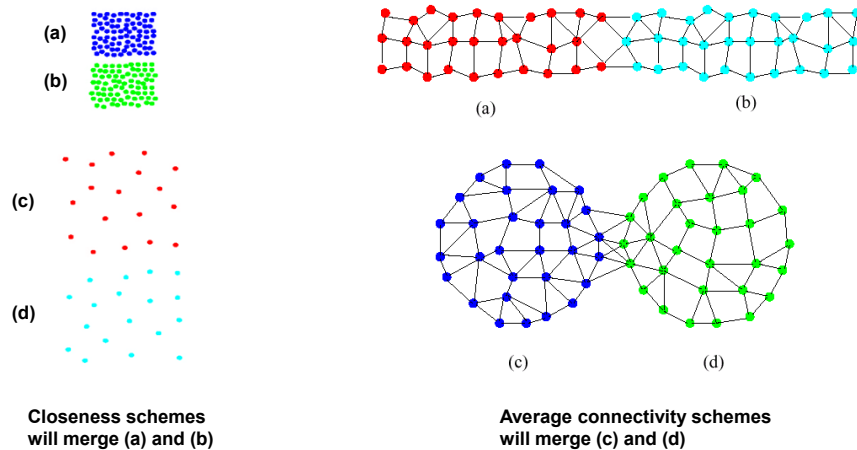 (a)
(b)
(c)
(d)
Closeness schemes
will merge (a) and (b)
(a)
(b)
(c)
(d)
Average connectivity schemes
will merge (c) and (d)